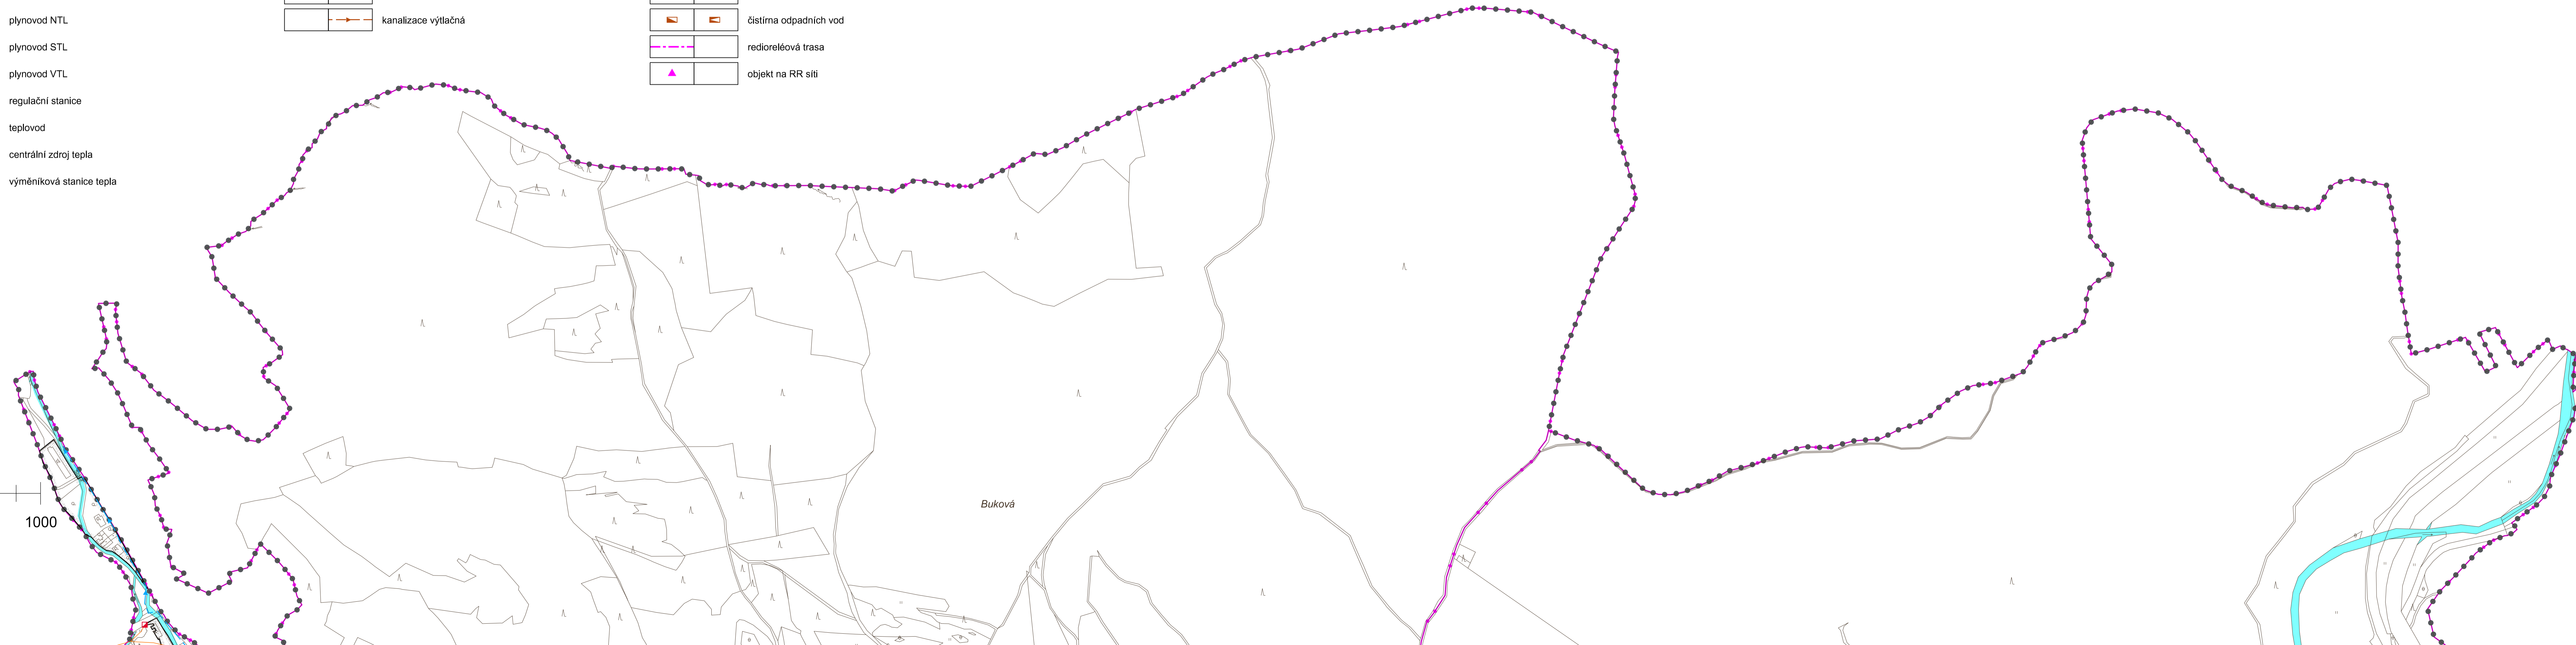 plynovod NTL
plynovod STL
plynovod VTL
regulační stanice
teplovod
centrální zdroj tepla
výměníková stanice tepla
kanalizace výtlačná
čistírna odpadních vod
redioreléová trasa
objekt na RR síti
Buková
1000